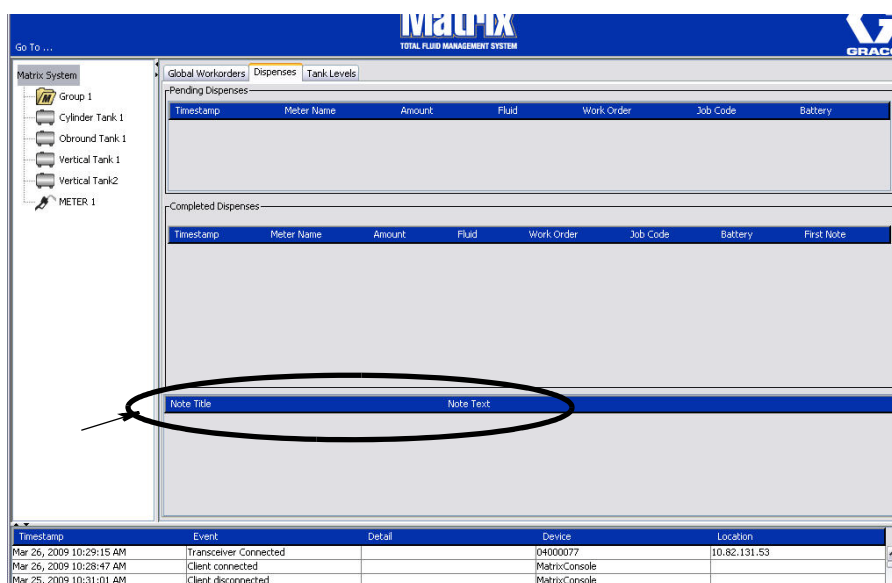 Matrix
TOTAL FLUID MANAGEMENT SYSTEM
Go To ...
GRACO
Matrix System
Group 1
Cylinder Tank 1
Obround Tank 1
Vertical Tank 1
Vertical Tank2
METER 1
Global Workorders Dispenses Tank Levels
Pending Dispenses
Timestamp Meter Name Amount Fluid Work Order Job Code Battery
Completed Dispenses
Timestamp Meter Name Amount Fluid Work Order Job Code Battery First Note
Note Title Note Text
Timestamp Event Detail Device Location
Mar 26, 2009 10:29:15 AM Transceiver Connected 04000077 10.82.131.53
Mar 26, 2009 10:28:47 AM Client connected MatrixConsole
Mar 25, 2009 10:31:01 AM Client disconnected MatrixConsole